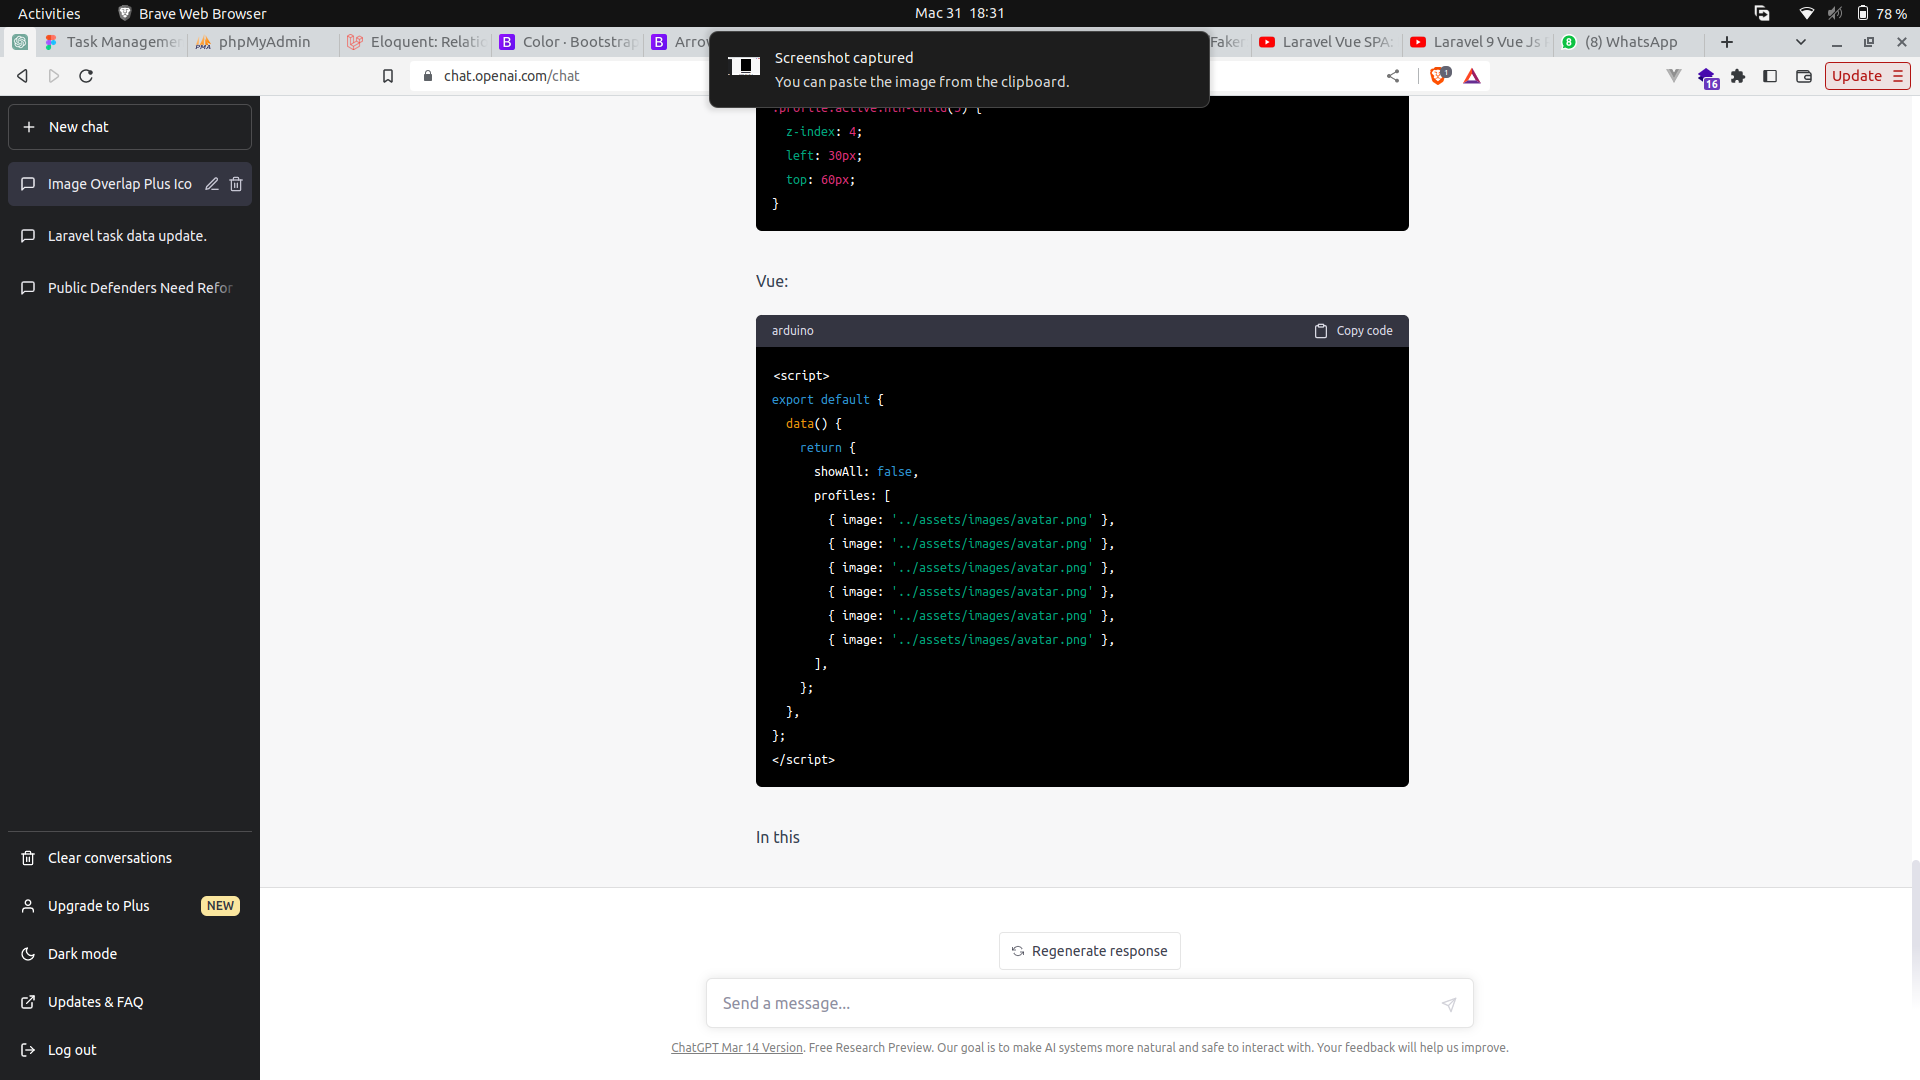 Activities
Brave Web Browser
Mac 31 18:31
78 %
Task Managemen
phpMyAdmin
Eloquent: Relatio
Color · Bootstrap
Arro
Faker
Laravel Vue SPA:
Laravel 9 Vue Js
(8) WhatsApp
Screenshot captured
You can paste the image from the clipboard.
chat.openai.com/chat
1
16
Update
New chat
Image Overlap Plus Ico
Laravel task data update.
Public Defenders Need Refor
Clear conversations
Upgrade to Plus
NEW
Dark mode
Updates & FAQ
Log out
z-index: 4;
left: 30px;
top: 60px;
}
Vue:
arduino
Copy code
<script>
export default {
data() {
return {
showAll: false,
profiles: [
{ image: '../assets/images/avatar.png' },
{ image: '../assets/images/avatar.png' },
{ image: '../assets/images/avatar.png' },
{ image: '../assets/images/avatar.png' },
{ image: '../assets/images/avatar.png' },
{ image: '../assets/images/avatar.png' },
],
};
},
};
</script>
In this
Regenerate response
Send a message...
ChatGPT Mar 14 Version. Free Research Preview. Our goal is to make AI systems more natural and safe to interact with. Your feedback will help us improve.